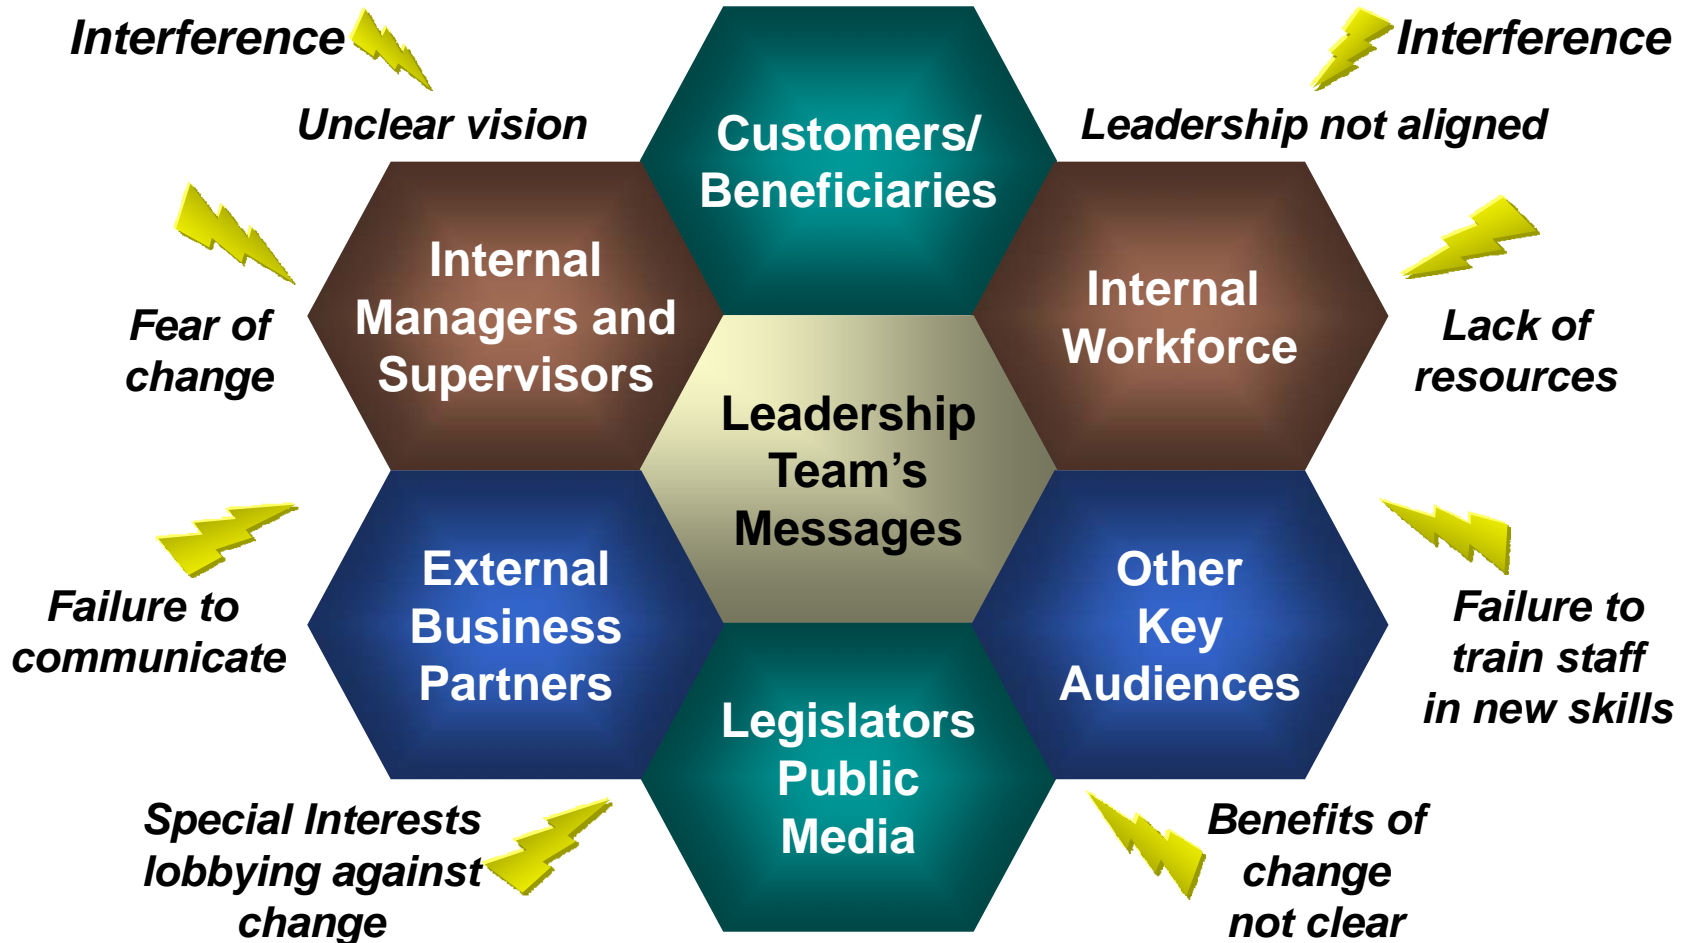 Interference
Interference
Unclear vision
Leadership not aligned
Customers/
Beneficiaries
Internal
Managers and
Supervisors
Internal
Workforce
Fear of
change
Lack of
resources
Leadership
Team’s
Messages
External
Business
Partners
Other
Key
Audiences
Failure to
communicate
Failure to
train staff
in new skills
Legislators
Public
Media
Special Interests
lobbying against
change
Benefits of
change
not clear